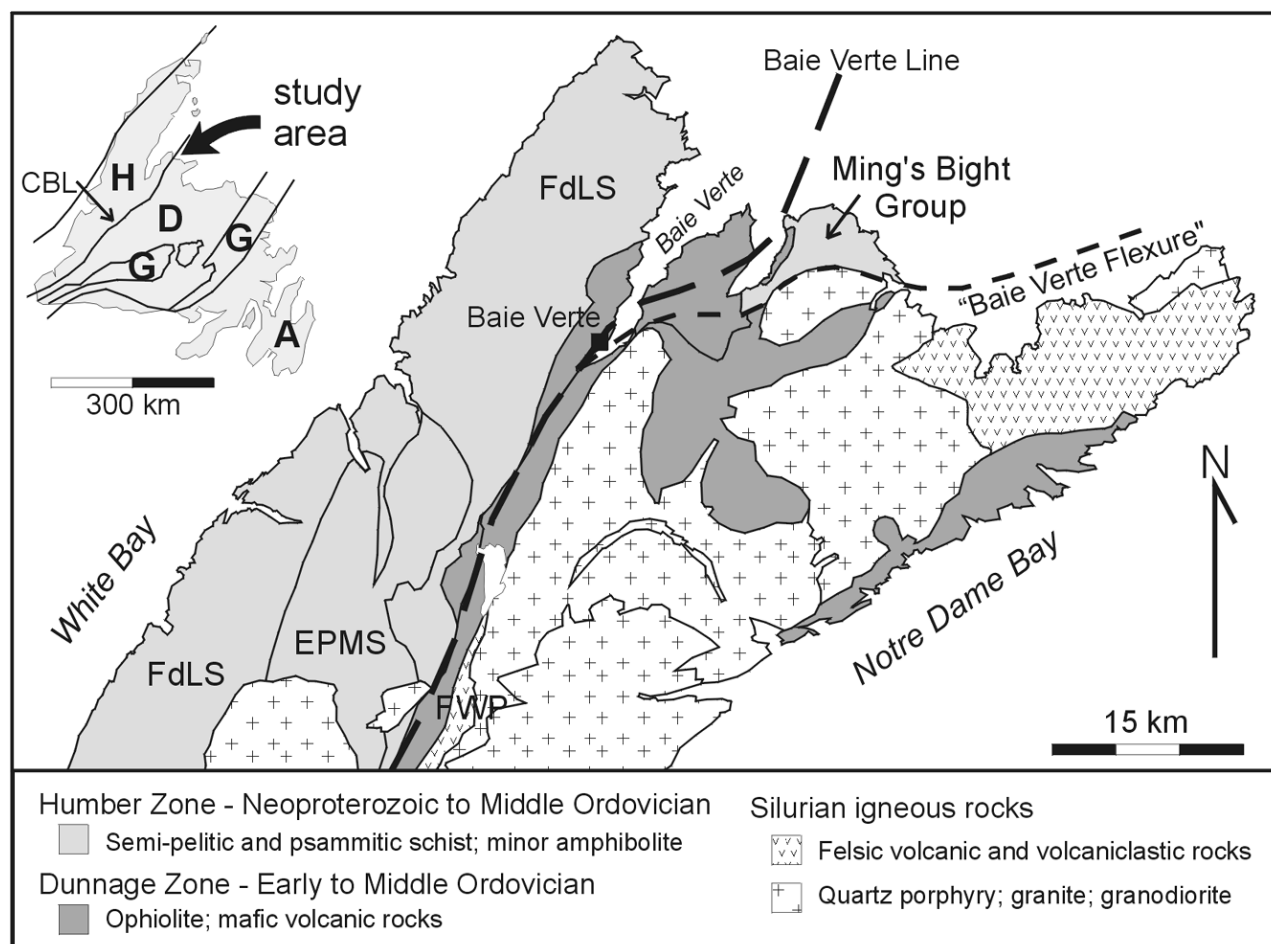 Baie Verte Line
study
area
CBL
H
D
G
G
A
300 km
FdLS
Baie Verte
Ming's Bight
Group
"Baie Verte Flexure"
Baie Verte
White Bay
EPMS
FdLS
FWP
Notre Dame Bay
N
15 km
Humber Zone - Neoproterozoic to Middle Ordovician
Semi-pelitic and psammitic schist; minor amphibolite
Dunnage Zone - Early to Middle Ordovician
Ophiolite; mafic volcanic rocks
Silurian igneous rocks
Felsic volcanic and volcaniclastic rocks
Quartz porphyry; granite; granodiorite